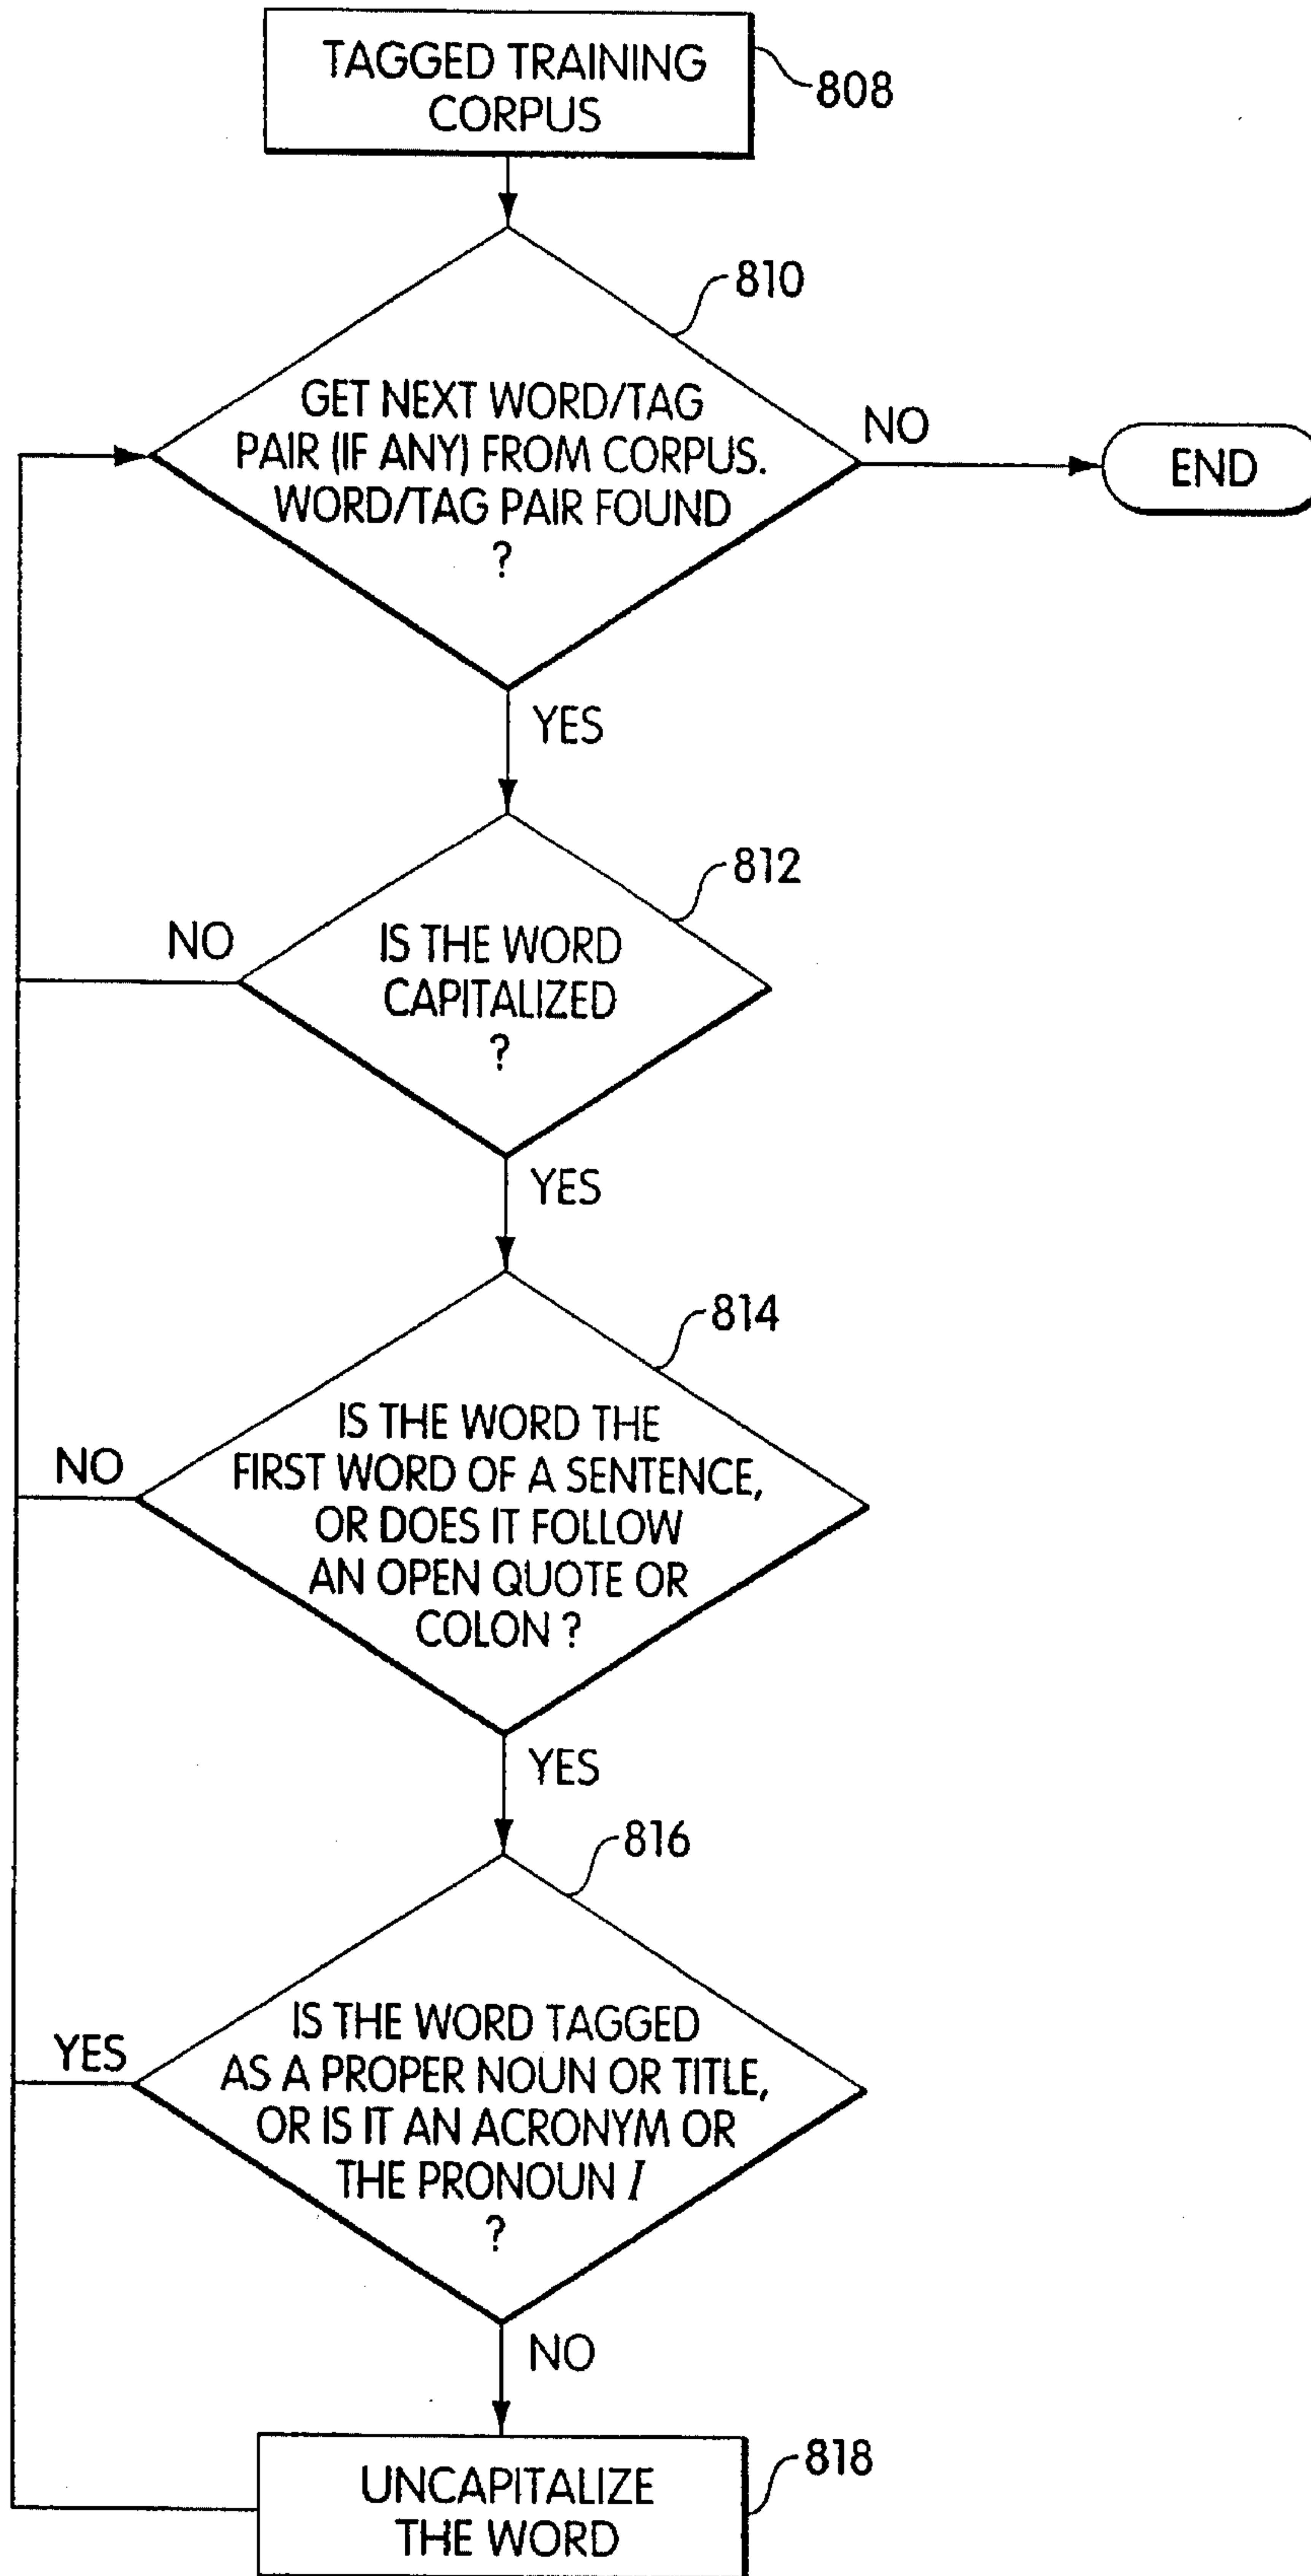 TAGGED TRAINING
CORPUS
808
810
GET NEXT WORD/TAG
PAIR (IF ANY) FROM CORPUS.
WORD/TAG PAIR FOUND
?
NO
END
YES
812
NO
IS THE WORD
CAPITALIZED
?
YES
814
NO
IS THE WORD THE
FIRST WORD OF A SENTENCE,
OR DOES IT FOLLOW
AN OPEN QUOTE OR
COLON ?
YES
816
YES
IS THE WORD TAGGED
AS A PROPER NOUN OR TITLE,
OR IS IT AN ACRONYM OR
THE PRONOUN I
?
NO
818
UNCAPITALIZE
THE WORD